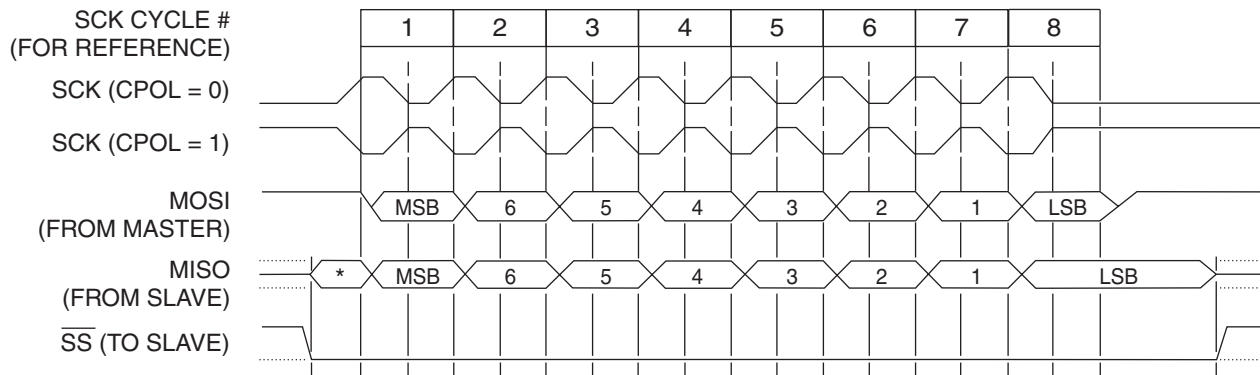 SCK CYCLE #
(FOR REFERENCE)
1 2 3 4 5 6 7 8
SCK (CPOL = 0)
SCK (CPOL = 1)
MOSI
(FROM MASTER)
MSB 6 5 4 3 2 1 LSB
MISO
(FROM SLAVE)
* MSB 6 5 4 3 2 1 LSB
SS (TO SLAVE)